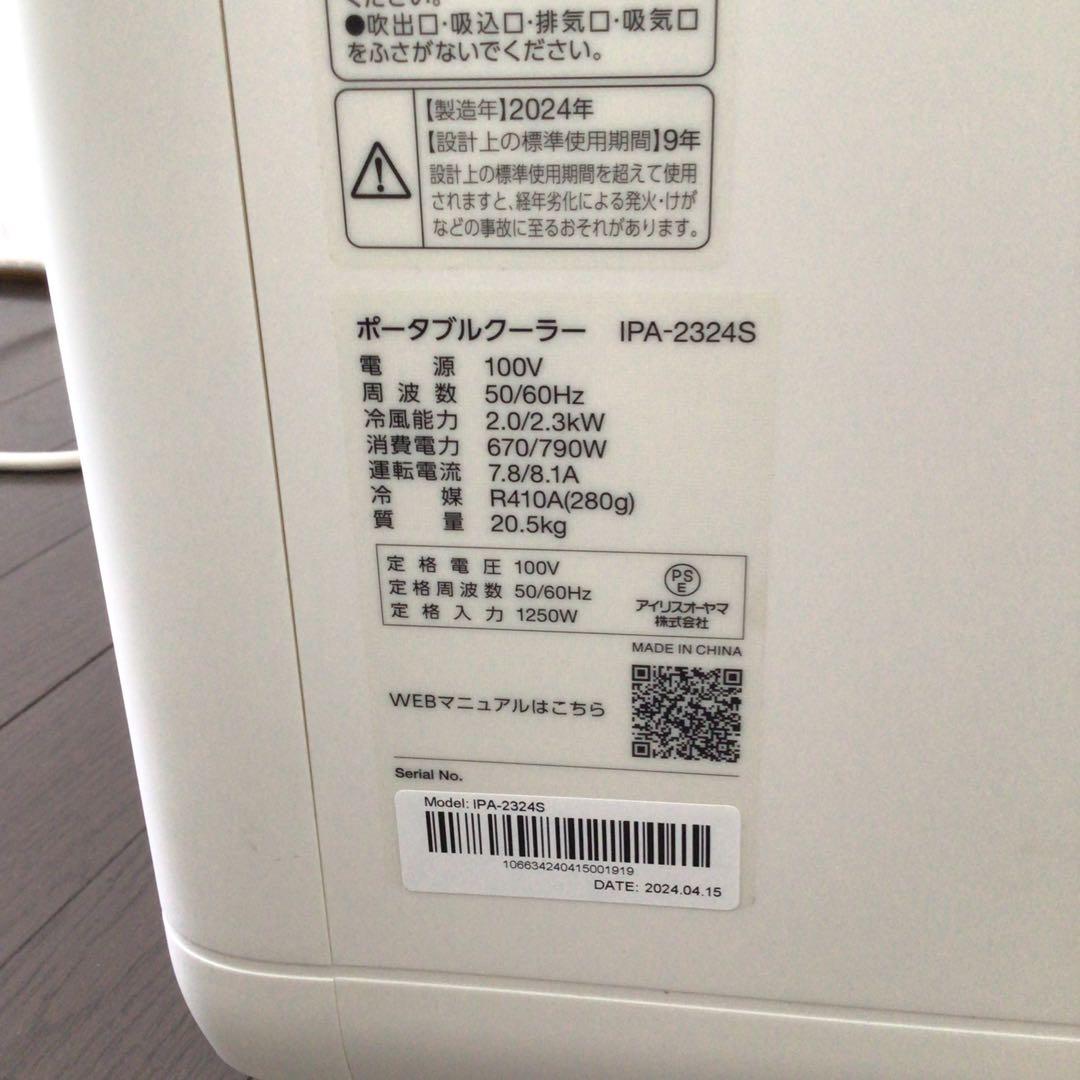 ください。
●吹出口・吸込口・排気口・吸気口
をふさがないでください。
【製造年】2024年
【設計上の標準使用期間】9年
設計上の標準使用期間を超えて使用
されますと、経年劣化による発火・けが
などの事故に至るおそれがあります。
ポータブルクーラー IPA-2324S
電源 100V
周波数 50/60Hz
冷風能力 2.0/2.3kW
消費電力 670/790W
運転電流 7.8/8.1A
冷媒 R410A(280g)
質量 20.5kg
定格電圧 100V
定格周波数 50/60Hz
定格入力 1250W
PS
E
アイリスオーヤマ
株式会社
MADE IN CHINA
WEBマニュアルはこちら
Serial No.
Model: IPA-2324S
106634240415001919
DATE: 2024.04.15